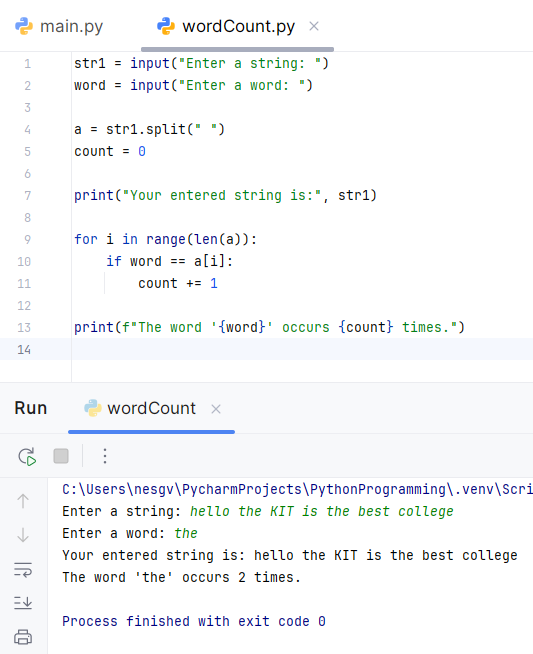 main.py wordCount.py
1 str1 = input("Enter a string: ")
2 word = input("Enter a word: ")
3
4 a = str1.split(" ")
5 count = 0
6
7 print("Your entered string is:", str1)
8
9 for i in range(len(a)):
10     if word == a[i]:
11         count += 1
12
13 print(f"The word '{word}' occurs {count} times.")
14
Run wordCount
C:\Users\nesgv\PycharmProjects\PythonProgramming\.venv\Scri
Enter a string: hello the KIT is the best college
Enter a word: the
Your entered string is: hello the KIT is the best college
The word 'the' occurs 2 times.
Process finished with exit code 0